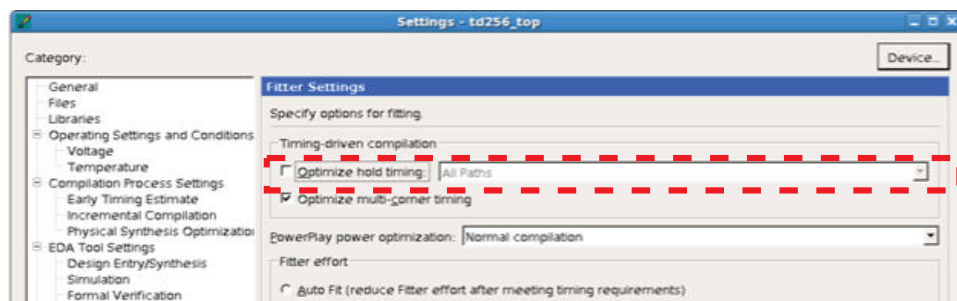 Settings - td256_top
Category:
Device...
General
Files
Libraries
Operating Settings and Conditions
Voltage
Temperature
Compilation Process Settings
Early Timing Estimate
Incremental Compilation
Physical Synthesis Optimizatio
EDA Tool Settings
Design Entry/Synthesis
Simulation
Formal Verification
Fitter Settings
Specify options for fitting.
Timing-driven compilation
Optimize hold timing: All Paths
Optimize multi-corner timing
PowerPlay power optimization: Normal compilation
Fitter effort
Auto Fit (reduce Fitter effort after meeting timing requirements)